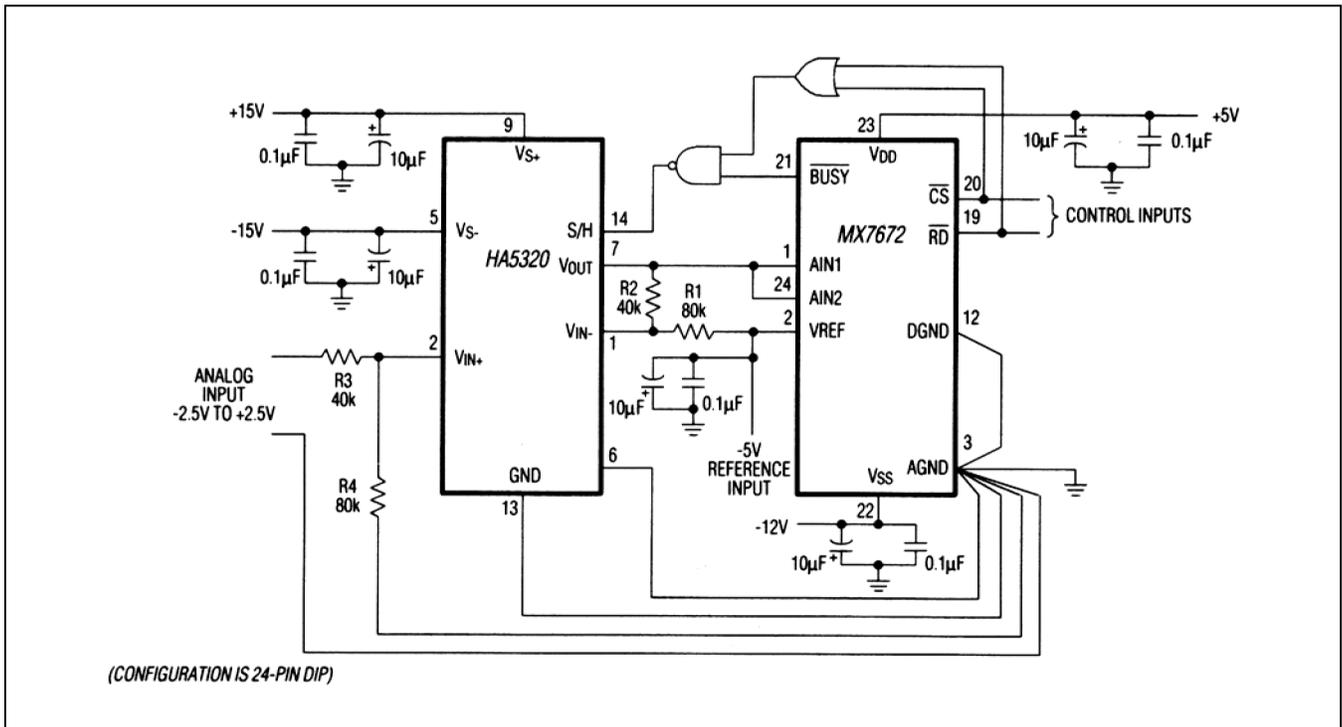 +15V
0.1µF
+
10µF
9
VS+
-15V
0.1µF
+
10µF
5
VS-
HA5320
S/H
14
VOUT
7
VIN-
1
R2
40k
R1
80k
10µF
+
0.1µF
-5V
REFERENCE
INPUT
ANALOG
INPUT
-2.5V TO +2.5V
R3
40k
2
VIN+
R4
80k
GND
13
6
23
VDD
21
BUSY
MX7672
1
AIN1
24
AIN2
2
VREF
CS
20
RD
19
CONTROL INPUTS
10µF
+
0.1µF
+5V
DGND
12
AGND
3
VSS
22
-12V
10µF
+
0.1µF
(CONFIGURATION IS 24-PIN DIP)